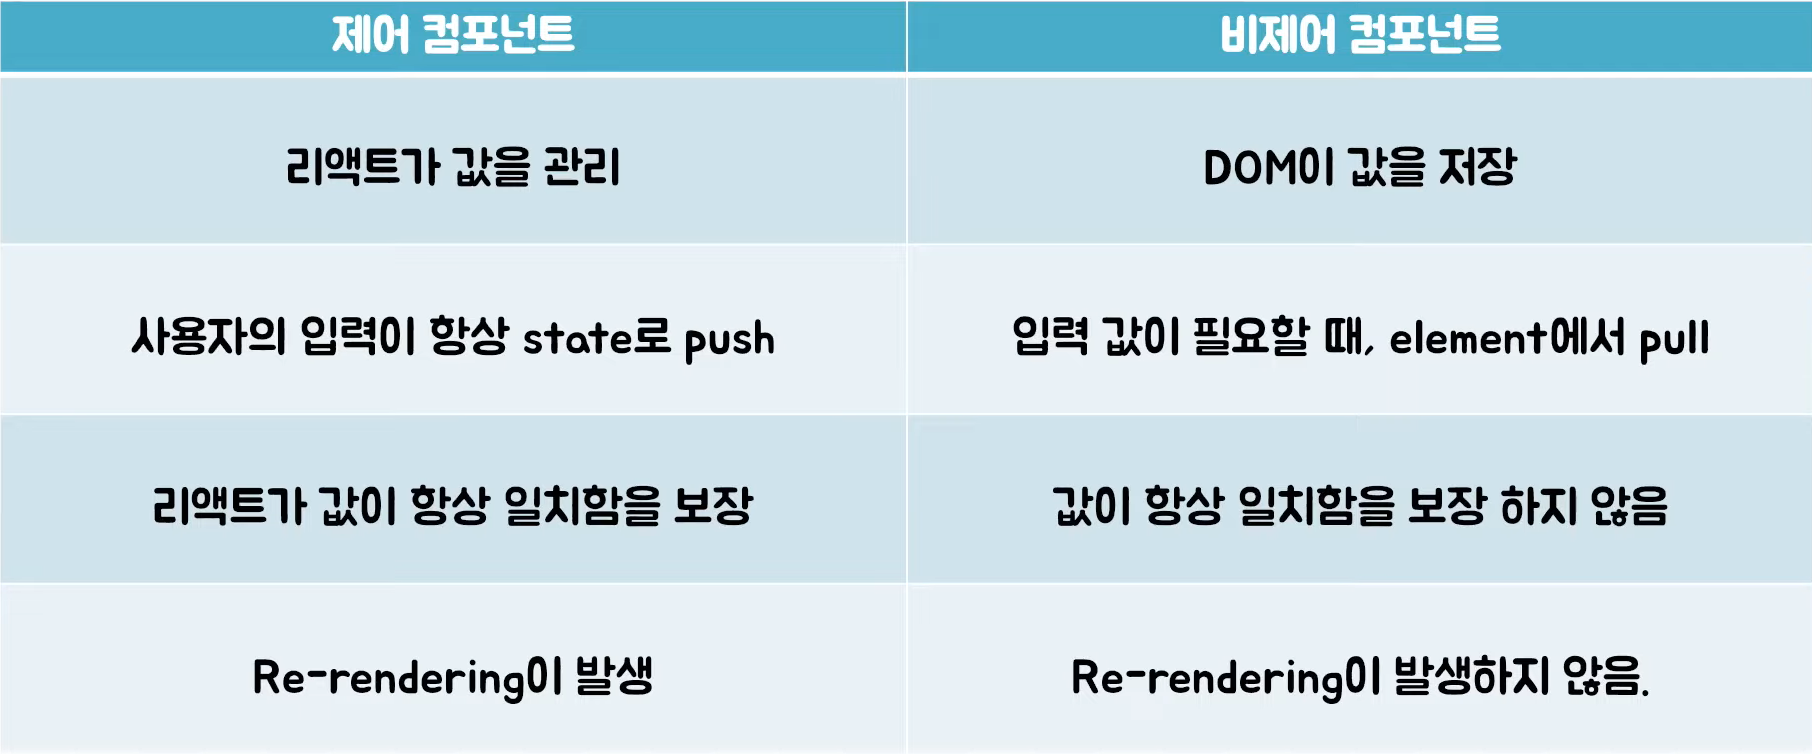 제어 컴포넌트
비제어 컴포넌트
리액트가 값을 관리
DOM이 값을 저장
사용자의 입력이 항상 state로 push
입력 값이 필요할 때, element에서 pull
리액트가 값이 항상 일치함을 보장
값이 항상 일치함을 보장 하지 않음
Re-rendering이 발생
Re-rendering이 발생하지 않음.